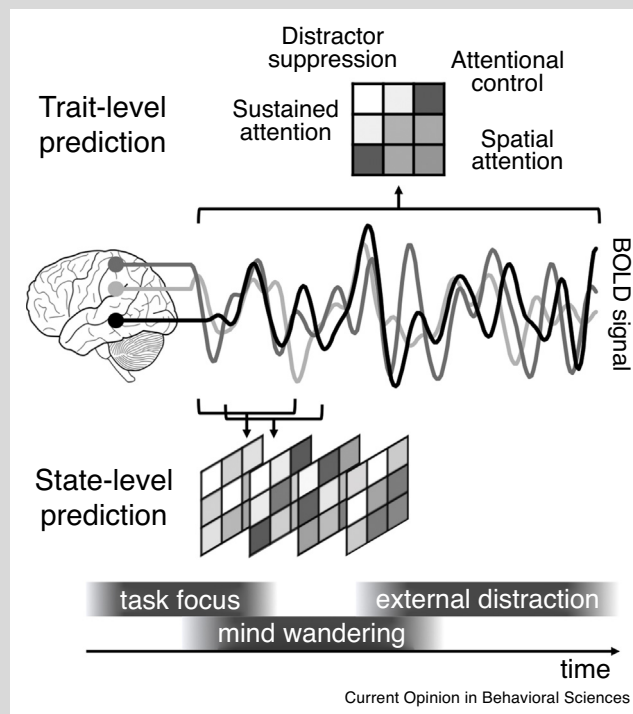 Distractor
suppression
Attentional
control
Trait-level
prediction
Sustained
attention
Spatial
attention
BOLD signal
State-level
prediction
task focus
external distraction
mind wandering
time
Current Opinion in Behavioral Sciences